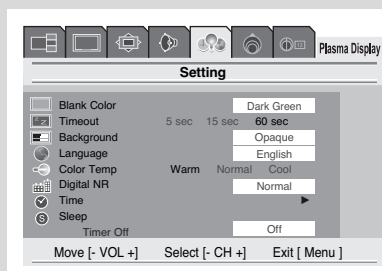 Plasma Display
Setting
Blank Color Dark Green
Timeout 5 sec 15 sec 60 sec
Background Opaque
Language English
Color Temp Warm Normal Cool
Digital NR Normal
Time
Sleep
Timer Off Off
Move [- VOL +] Select [- CH +] Exit [ Menu ]